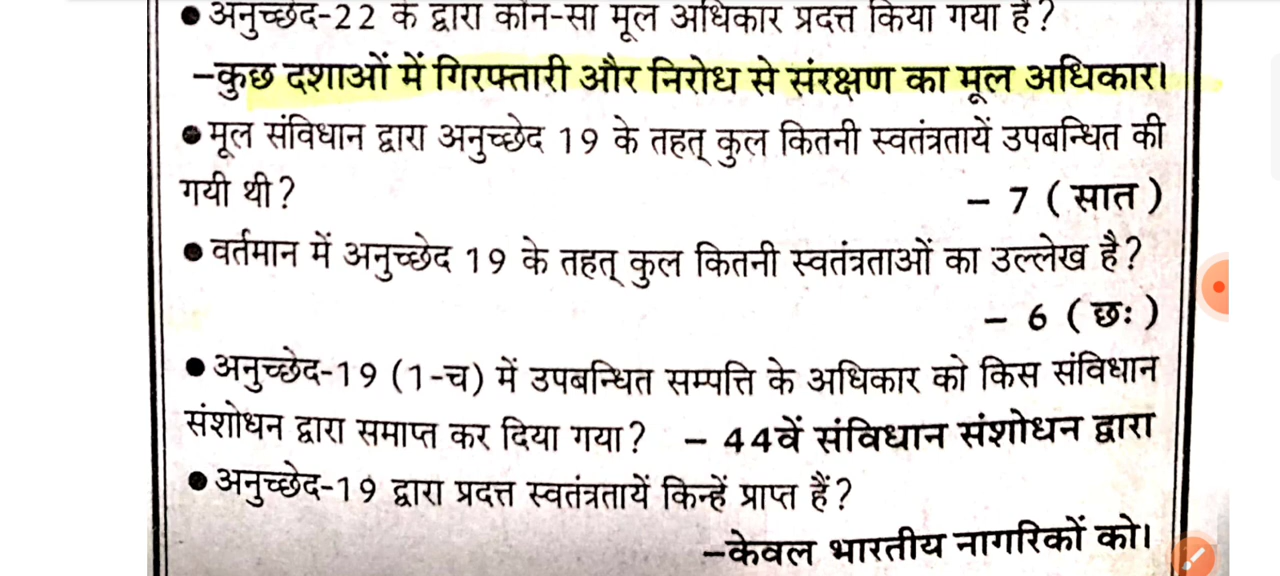 ● अनुच्छेद-22 के द्वारा कौन-सा मूल अधिकार प्रदत्त किया गया है?
–कुछ दशाओं में गिरफ्तारी और निरोध से संरक्षण का मूल अधिकार।
● मूल संविधान द्वारा अनुच्छेद 19 के तहत् कुल कितनी स्वतंत्रतायें उपबन्धित की
गयी थी? – 7 ( सात )
● वर्तमान में अनुच्छेद 19 के तहत् कुल कितनी स्वतंत्रताओं का उल्लेख है?
– 6 ( छः )
● अनुच्छेद-19 (1-च) में उपबन्धित सम्पत्ति के अधिकार को किस संविधान
संशोधन द्वारा समाप्त कर दिया गया? – 44वें संविधान संशोधन द्वारा
● अनुच्छेद-19 द्वारा प्रदत्त स्वतंत्रतायें किन्हें प्राप्त हैं?
–केवल भारतीय नागरिकों को।